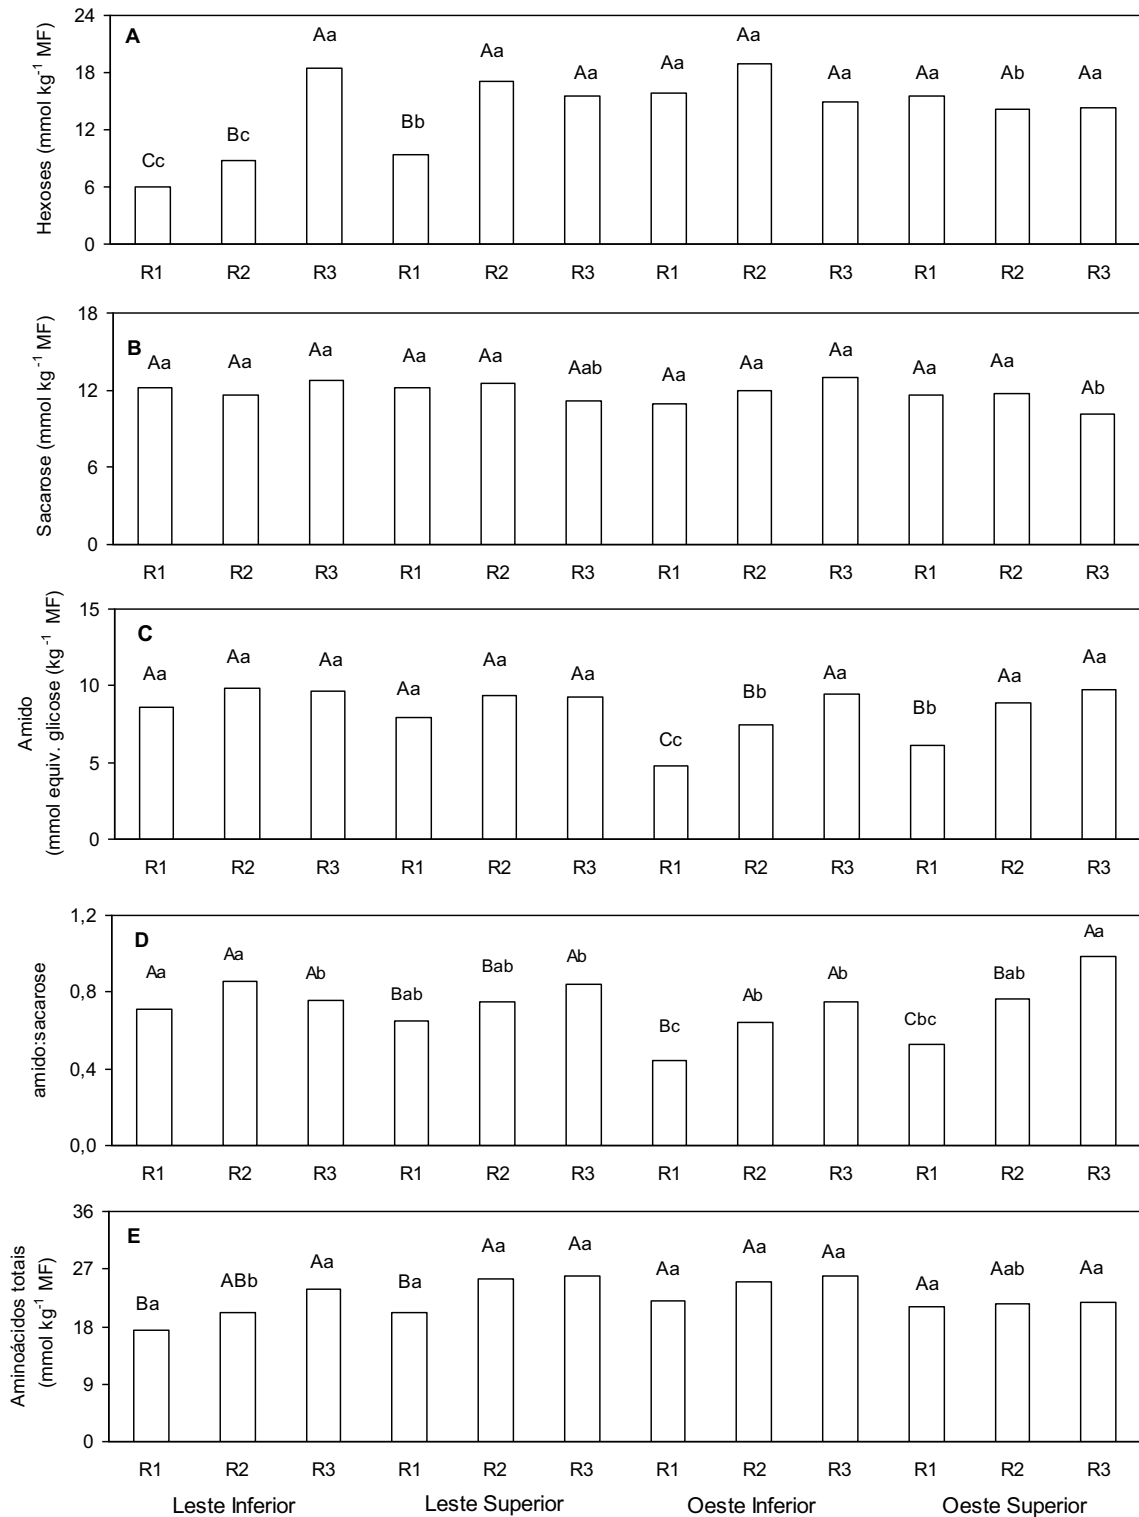 A
Hexoses (mmol kg⁻¹ MF)
24
18
12
6
0
Cc Bc Aa Bb Aa Aa Aa Aa Aa Aa Ab Aa
R1 R2 R3 R1 R2 R3 R1 R2 R3 R1 R2 R3
B
Sacarose (mmol kg⁻¹ MF)
18
12
6
0
Aa Aa Aa Aa Aa Aab Aa Aa Aa Aa Aa Ab
R1 R2 R3 R1 R2 R3 R1 R2 R3 R1 R2 R3
C
Amido
(mmol equiv. glicose (kg⁻¹ MF)
15
10
5
0
Aa Aa Aa Aa Aa Aa Cc Bb Aa Bb Aa Aa
R1 R2 R3 R1 R2 R3 R1 R2 R3 R1 R2 R3
D
amido:sacarose
1,2
0,8
0,4
0,0
Aa Aa Ab Bab Bab Ab Bc Ab Ab Cbc Bab Aa
R1 R2 R3 R1 R2 R3 R1 R2 R3 R1 R2 R3
E
Aminoácidos totais
(mmol kg⁻¹ MF)
36
27
18
9
0
Ba ABb Aa Ba Aa Aa Aa Aa Aa Aa Aab Aa
R1 R2 R3 R1 R2 R3 R1 R2 R3 R1 R2 R3
Leste Inferior Leste Superior Oeste Inferior Oeste Superior